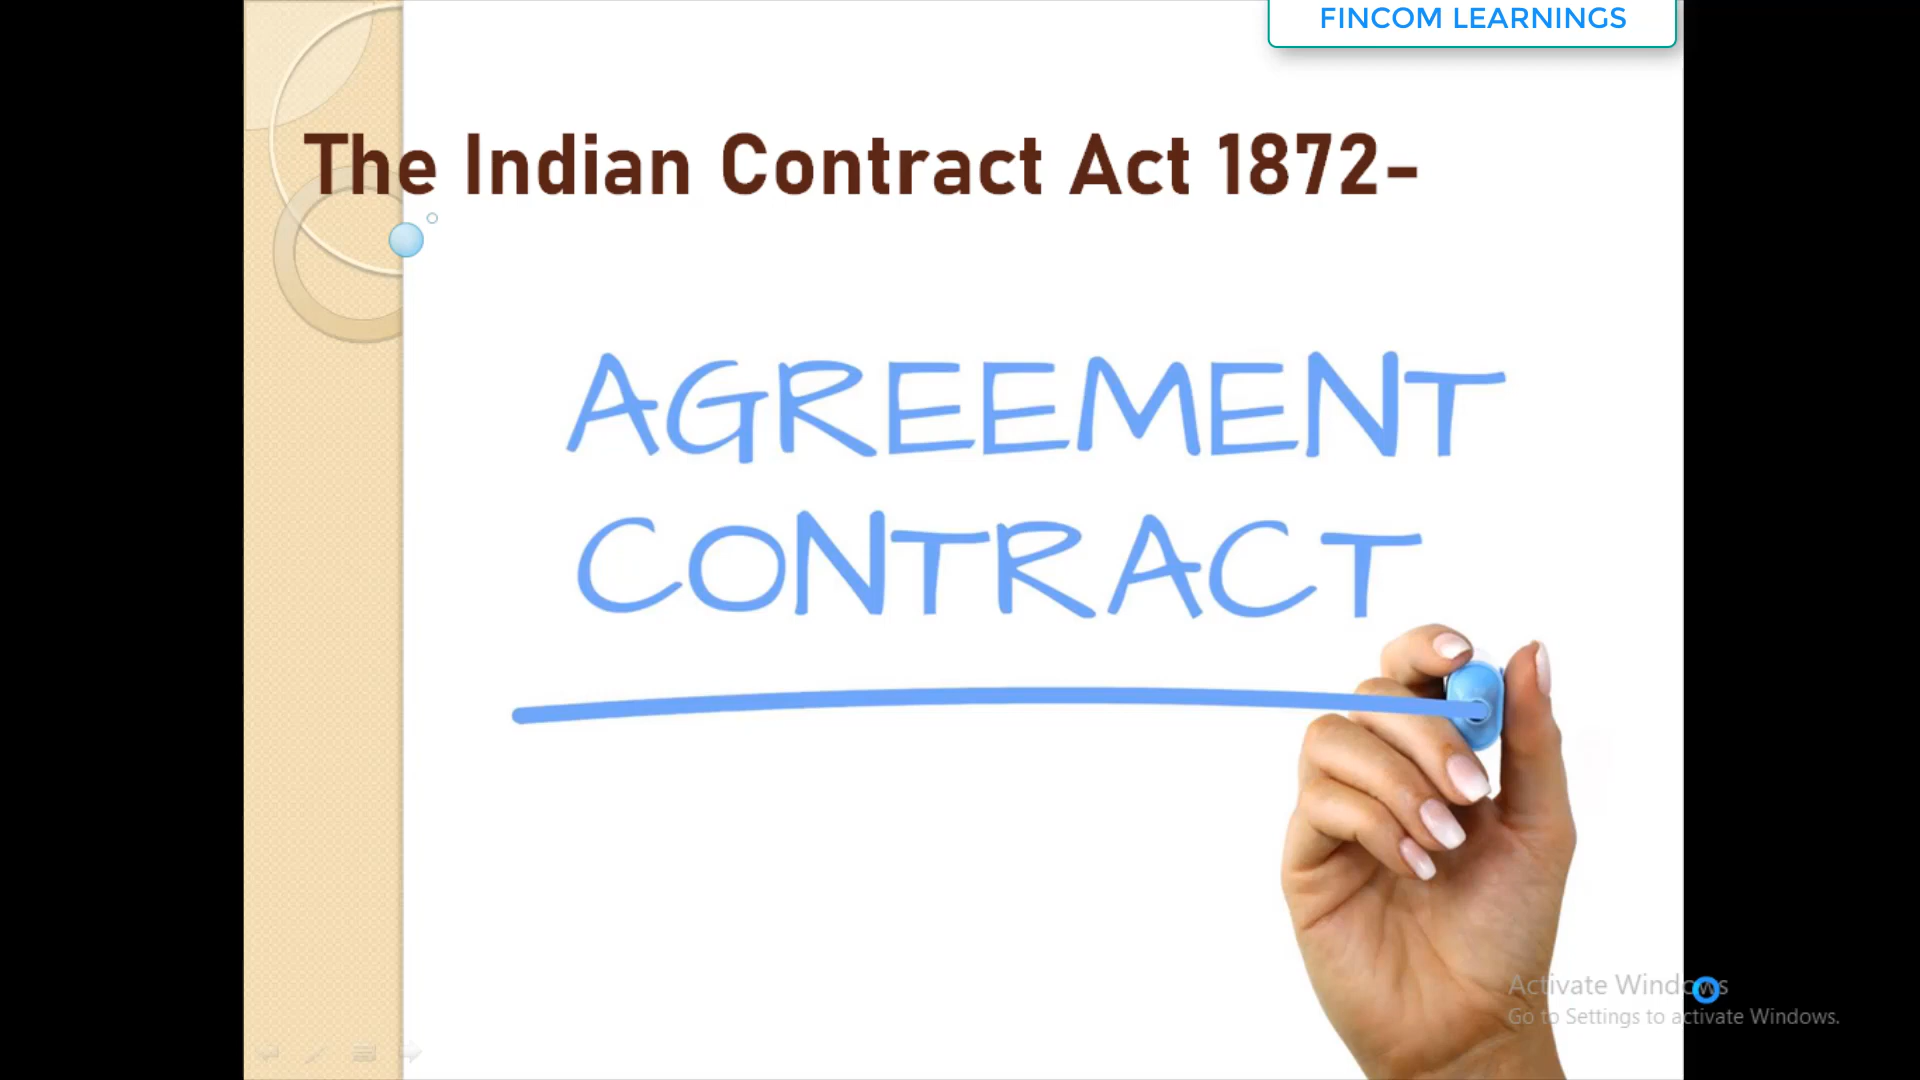 FINCOM LEARNINGS
The Indian Contract Act 1872-
AGREEMENT
CONTRACT
Activate Windows
Go to Settings to activate Windows.